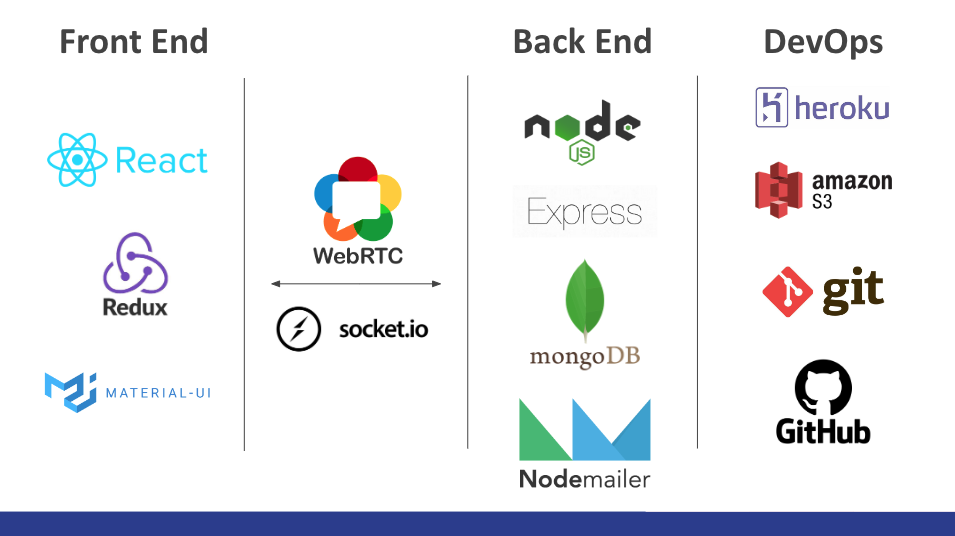 Front End
Back End
DevOps
React
Redux
MATERIAL-UI
WebRTC
socket.io
node
JS
Express
mongoDB
Nodemailer
heroku
amazon
S3
git
GitHub